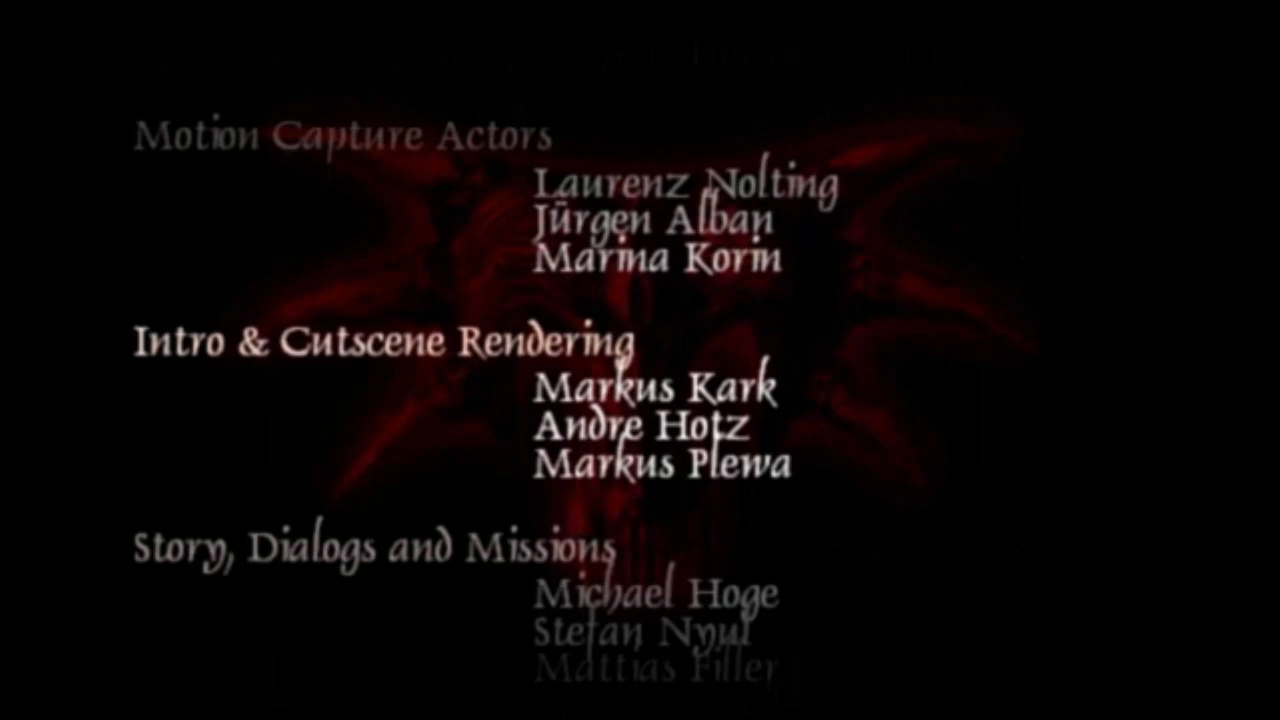 Motion Capture Actors
Laurenz Nolting
Jürgen Alban
Marina Korin
Intro & Cutscene Rendering
Markus Kark
Andre Hotz
Markus Plewa
Story, Dialogs and Missions
Michael Hoge
Stefan Nyul
Mattias Filler